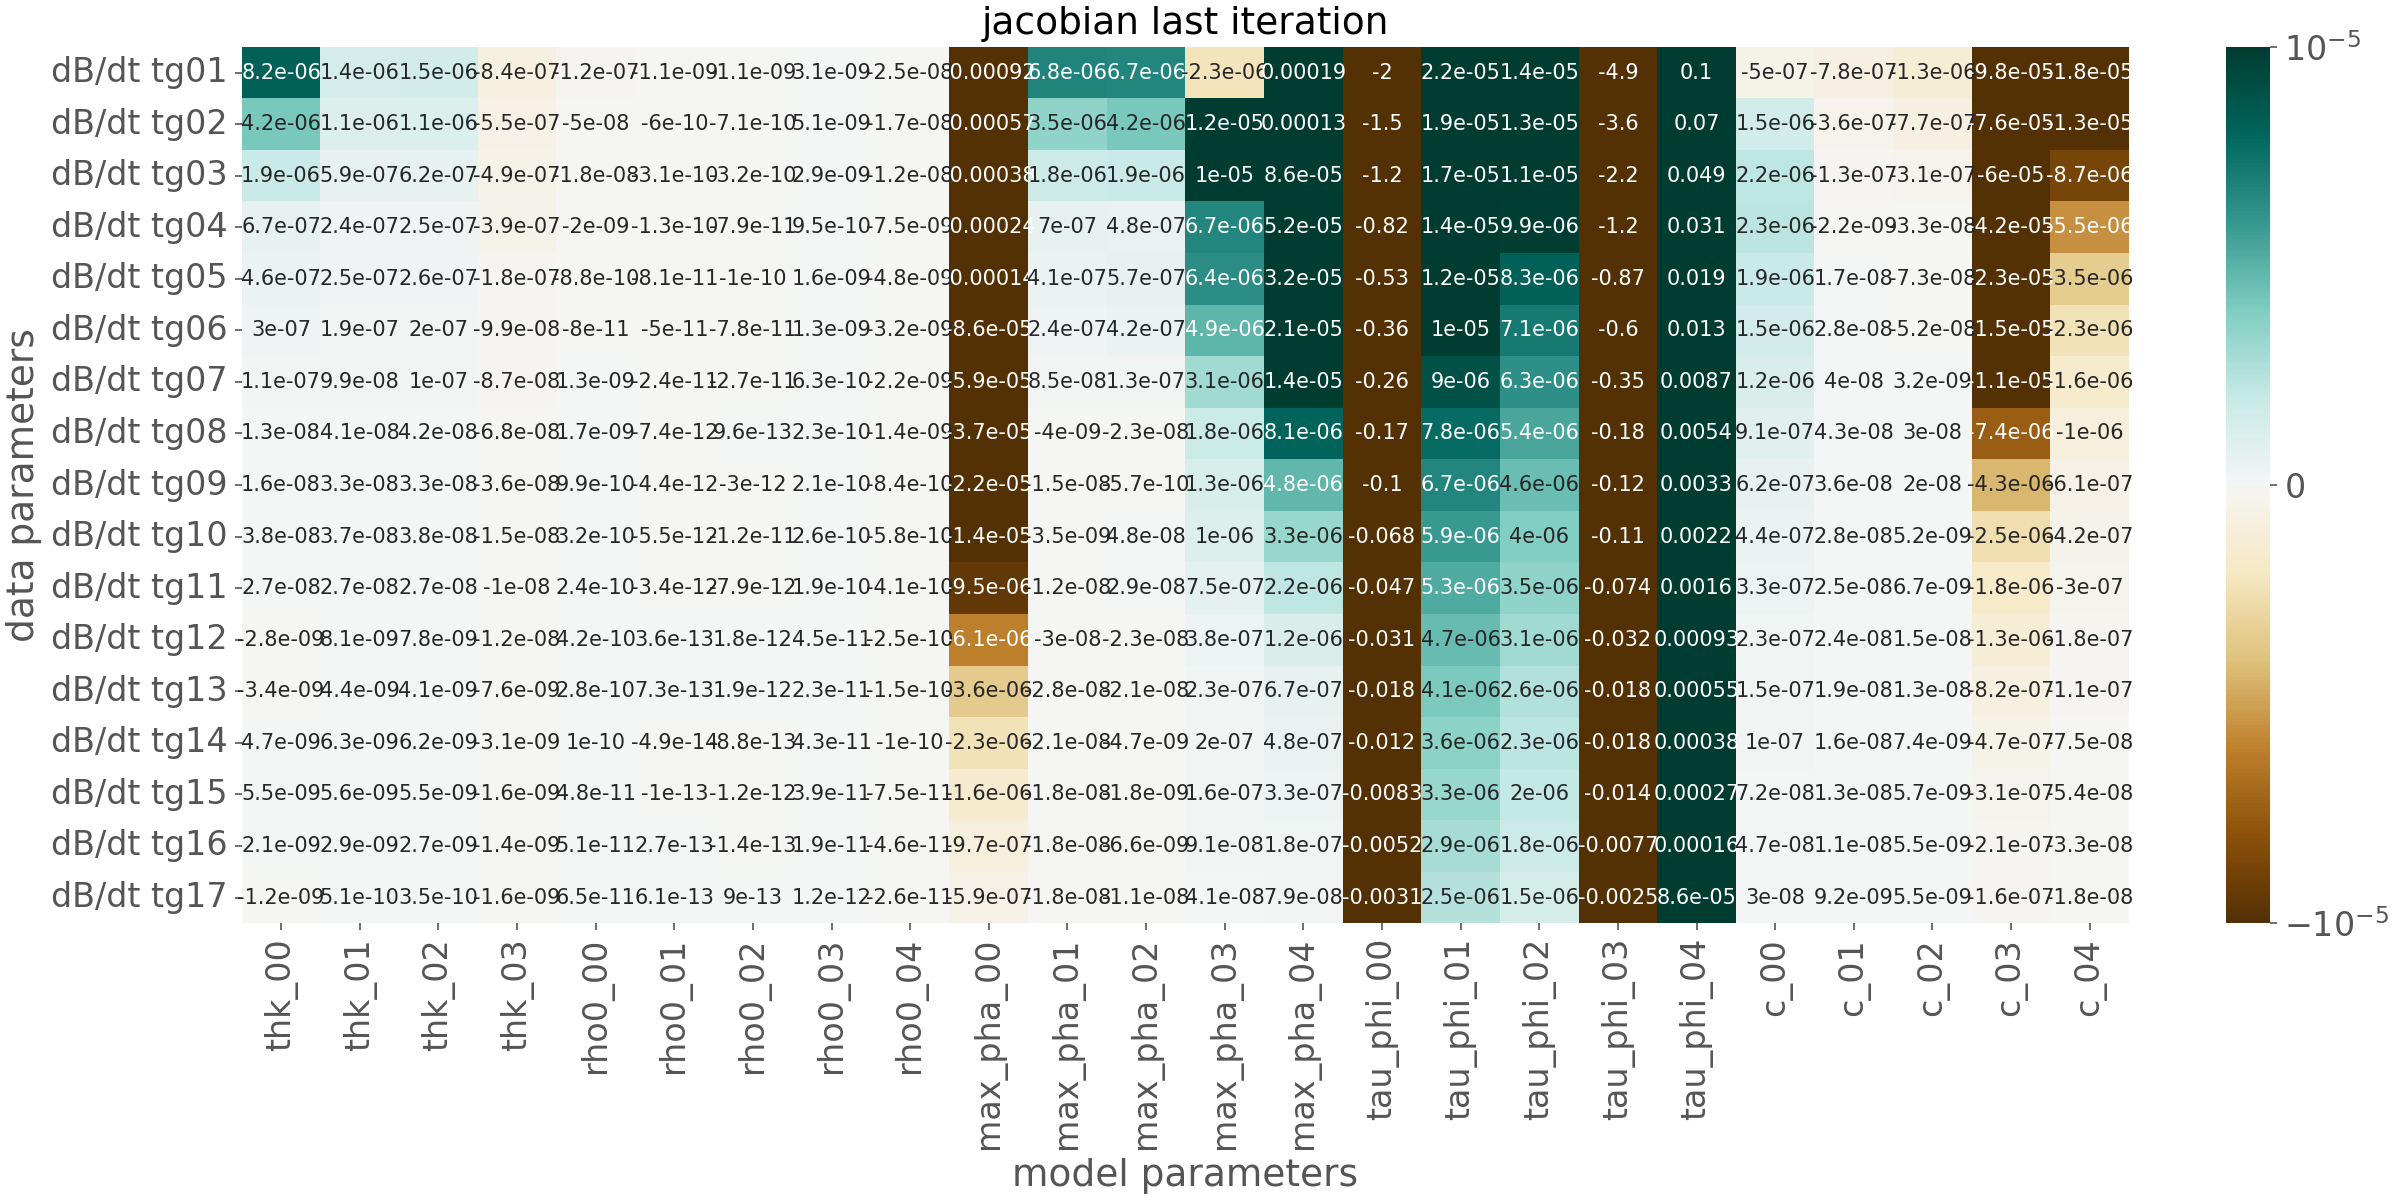 jacobian last iteration
dB/dt tg01 8.2e-06 1.4e-06 1.5e-06 -8.4e-07 -1.2e-07 -1.1e-09 -1.1e-09 3.1e-09 -2.5e-08 -0.00092 6.8e-06 6.7e-06 -2.3e-06 0.00019 -2 2.2e-05 1.4e-05 -4.9 0.1 -5e-07 -7.8e-07 -1.3e-06 -9.8e-05 -1.8e-05
dB/dt tg02 4.2e-06 1.1e-06 1.1e-06 -5.5e-07 -5e-08 -6e-10 -7.1e-10 5.1e-09 -1.7e-08 -0.00057 3.5e-06 4.2e-06 1.2e-05 0.00013 -1.5 1.9e-05 1.3e-05 -3.6 0.07 1.5e-06 -3.6e-07 -7.7e-07 -7.6e-05 -1.3e-05
dB/dt tg03 1.9e-06 5.9e-07 6.2e-07 -4.9e-07 -1.8e-08 -3.1e-10 -3.2e-10 2.9e-09 -1.2e-08 -0.00038 1.8e-06 1.9e-06 1e-05 8.6e-05 -1.2 1.7e-05 1.1e-05 -2.2 0.049 2.2e-06 -1.3e-07 -3.1e-07 -6e-05 -8.7e-06
dB/dt tg04 6.7e-07 2.4e-07 2.5e-07 -3.9e-07 -2e-09 -1.3e-10 -7.9e-11 9.5e-10 -7.5e-09 -0.00024 7e-07 4.8e-07 6.7e-06 5.2e-05 -0.82 1.4e-05 9.9e-06 -1.2 0.031 2.3e-06 -2.2e-09 -3.3e-08 -4.2e-05 -5.5e-06
dB/dt tg05 4.6e-07 2.5e-07 2.6e-07 -1.8e-07 -8.8e-10 -8.1e-11 -1e-10 1.6e-09 -4.8e-09 -0.00014 4.1e-07 5.7e-07 6.4e-06 3.2e-05 -0.53 1.2e-05 8.3e-06 -0.87 0.019 1.9e-06 1.7e-08 -7.3e-08 -2.3e-05 -3.5e-06
dB/dt tg06 3e-07 1.9e-07 2e-07 -9.9e-08 -8e-11 -5e-11 -7.8e-11 1.3e-09 -3.2e-09 -8.6e-05 2.4e-07 4.2e-07 4.9e-06 2.1e-05 -0.36 1e-05 7.1e-06 -0.6 0.013 1.5e-06 2.8e-08 -5.2e-08 -1.5e-05 -2.3e-06
dB/dt tg07 1.1e-07 9.9e-08 1e-07 -8.7e-08 1.3e-09 -2.4e-11 -2.7e-11 6.3e-10 -2.2e-09 -5.9e-05 8.5e-08 1.3e-07 3.1e-06 1.4e-05 -0.26 9e-06 6.3e-06 -0.35 0.0087 1.2e-06 4e-08 3.2e-09 -1.1e-05 -1.6e-06
dB/dt tg08 1.3e-08 4.1e-08 4.2e-08 -6.8e-08 1.7e-09 -7.4e-12 9.6e-13 2.3e-10 -1.4e-09 -3.7e-05 -4e-09 -2.3e-08 1.8e-06 8.1e-06 -0.17 7.8e-06 5.4e-06 -0.18 0.0054 9.1e-07 4.3e-08 3e-08 -7.4e-06 -1e-06
dB/dt tg09 1.6e-08 3.3e-08 3.3e-08 -3.6e-08 9.9e-10 -4.4e-12 -3e-12 2.1e-10 -8.4e-10 -2.2e-05 -1.5e-08 -5.7e-10 1.3e-06 4.8e-06 -0.1 6.7e-06 4.6e-06 -0.12 0.0033 6.2e-07 3.6e-08 2e-08 -4.3e-06 -6.1e-07
dB/dt tg10 3.8e-08 3.7e-08 3.8e-08 -1.5e-08 3.2e-10 -5.5e-12 -1.2e-11 2.6e-10 -5.8e-10 -1.4e-05 -3.5e-09 4.8e-08 1e-06 3.3e-06 -0.068 5.9e-06 4e-06 -0.11 0.0022 4.4e-07 2.8e-08 5.2e-09 -2.5e-06 -4.2e-07
dB/dt tg11 2.7e-08 2.7e-08 2.7e-08 -1e-08 2.4e-10 -3.4e-12 -7.9e-12 1.9e-10 -4.1e-10 -9.5e-06 -1.2e-08 2.9e-08 7.5e-07 2.2e-06 -0.047 5.3e-06 3.5e-06 -0.074 0.0016 3.3e-07 2.5e-08 6.7e-09 -1.8e-06 -3e-07
dB/dt tg12 -2.8e-09 8.1e-09 7.8e-09 -1.2e-08 4.2e-10 3.6e-13 1.8e-12 4.5e-11 -2.5e-10 -6.1e-06 -3e-08 -2.3e-08 3.8e-07 1.2e-06 -0.031 4.7e-06 3.1e-06 -0.032 0.00093 2.3e-07 2.4e-08 1.5e-08 -1.3e-06 -1.8e-07
dB/dt tg13 -3.4e-09 4.4e-09 4.1e-09 -7.6e-09 2.8e-10 7.3e-13 1.9e-12 2.3e-11 -1.5e-10 -3.6e-06 -2.8e-08 -2.1e-08 2.3e-07 6.7e-07 -0.018 4.1e-06 2.6e-06 -0.018 0.00055 1.5e-07 1.9e-08 1.3e-08 -8.2e-07 -1.1e-07
dB/dt tg14 4.7e-09 6.3e-09 6.2e-09 -3.1e-09 1e-10 -4.9e-14 -8.8e-13 4.3e-11 -1e-10 -2.3e-06 -2.1e-08 -4.7e-09 2e-07 4.8e-07 -0.012 3.6e-06 2.3e-06 -0.018 0.00038 1e-07 1.6e-08 7.4e-09 -4.7e-07 -7.5e-08
dB/dt tg15 5.5e-09 5.6e-09 5.5e-09 -1.6e-09 4.8e-11 -1e-13 -1.2e-12 3.9e-11 -7.5e-11 -1.6e-06 -1.8e-08 -1.8e-09 1.6e-07 3.3e-07 -0.0083 3.3e-06 2e-06 -0.014 0.00027 7.2e-08 1.3e-08 5.7e-09 -3.1e-07 -5.4e-08
dB/dt tg16 2.1e-09 2.9e-09 2.7e-09 -1.4e-09 5.1e-11 2.7e-13 -1.4e-13 1.9e-11 -4.6e-11 -9.7e-07 -1.8e-08 -6.6e-09 9.1e-08 1.8e-07 -0.0052 2.9e-06 1.8e-06 -0.0077 0.00016 4.7e-08 1.1e-08 5.5e-09 -2.1e-07 -3.3e-08
dB/dt tg17 -1.2e-09 5.1e-10 3.5e-10 -1.6e-09 6.5e-11 6.1e-13 9e-13 1.2e-12 -2.6e-11 -5.9e-07 -1.8e-08 -1.1e-08 4.1e-08 7.9e-08 -0.0031 2.5e-06 1.5e-06 -0.0025 8.6e-05 3e-08 9.2e-09 5.5e-09 -1.6e-07 -1.8e-08
thk_00 thk_01 thk_02 thk_03 rho0_00 rho0_01 rho0_02 rho0_03 rho0_04 max_pha_00 max_pha_01 max_pha_02 max_pha_03 max_pha_04 tau_phi_00 tau_phi_01 tau_phi_02 tau_phi_03 tau_phi_04 c_00 c_01 c_02 c_03 c_04
model parameters
data parameters
10⁻⁵
0
−10⁻⁵